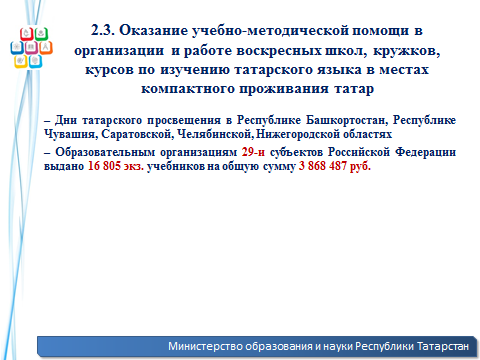 2.3. Оказание учебно-методической помощи в
организации и работе воскресных школ, кружков,
курсов по изучению татарского языка в местах
компактного проживания татар
– Дни татарского просвещения в Республике Башкортостан, Республике
Чувашия, Саратовской, Челябинской, Нижегородской областях
– Образовательным организациям 29-и субъектов Российской Федерации
выдано 16 805 экз. учебников на общую сумму 3 868 487 руб.
Министерство образования и науки Республики Татарстан